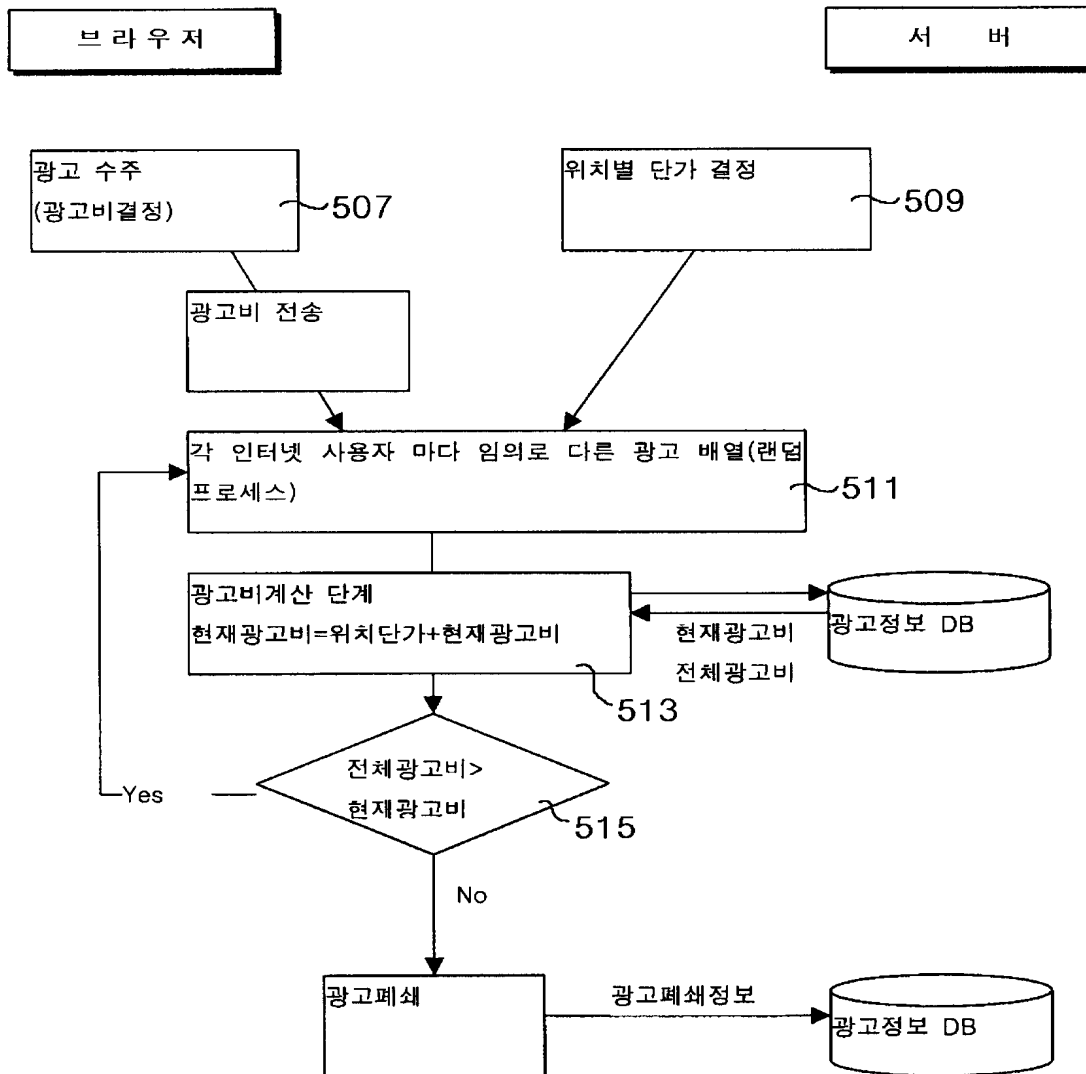 브 라 우 저
서 버
광고 수주
(광고비결정)
507
위치별 단가 결정
509
광고비 전송
각 인터넷 사용자 마다 임의로 다른 광고 배열(랜덤
프로세스)
511
광고비계산 단계
현재광고비=위치단가+현재광고비
513
현재광고비
전체광고비
광고정보 DB
전체광고비>
현재광고비
515
Yes
No
광고폐쇄
광고폐쇄정보
광고정보 DB